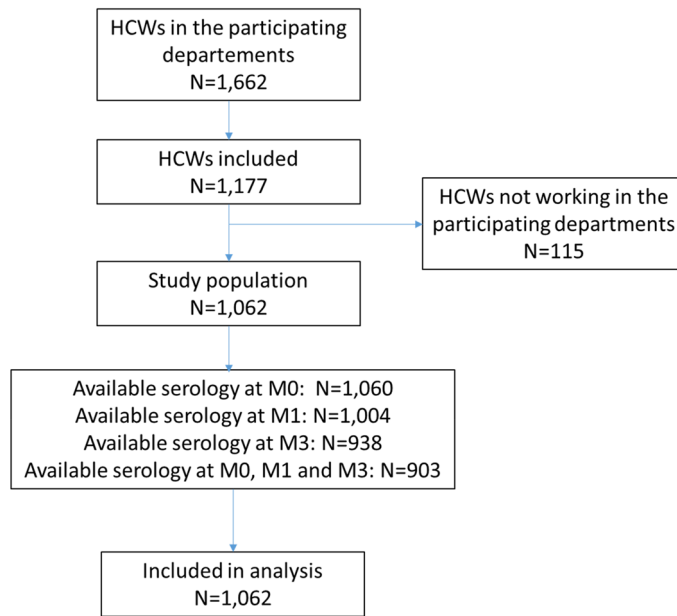 HCWs in the participating
departements
N=1,662
HCWs included
N=1,177
HCWs not working in the
participating departments
N=115
Study population
N=1,062
Available serology at M0:  N=1,060
Available serology at M1: N=1,004
Available serology at M3: N=938
Available serology at M0, M1 and M3: N=903
Included in analysis
N=1,062